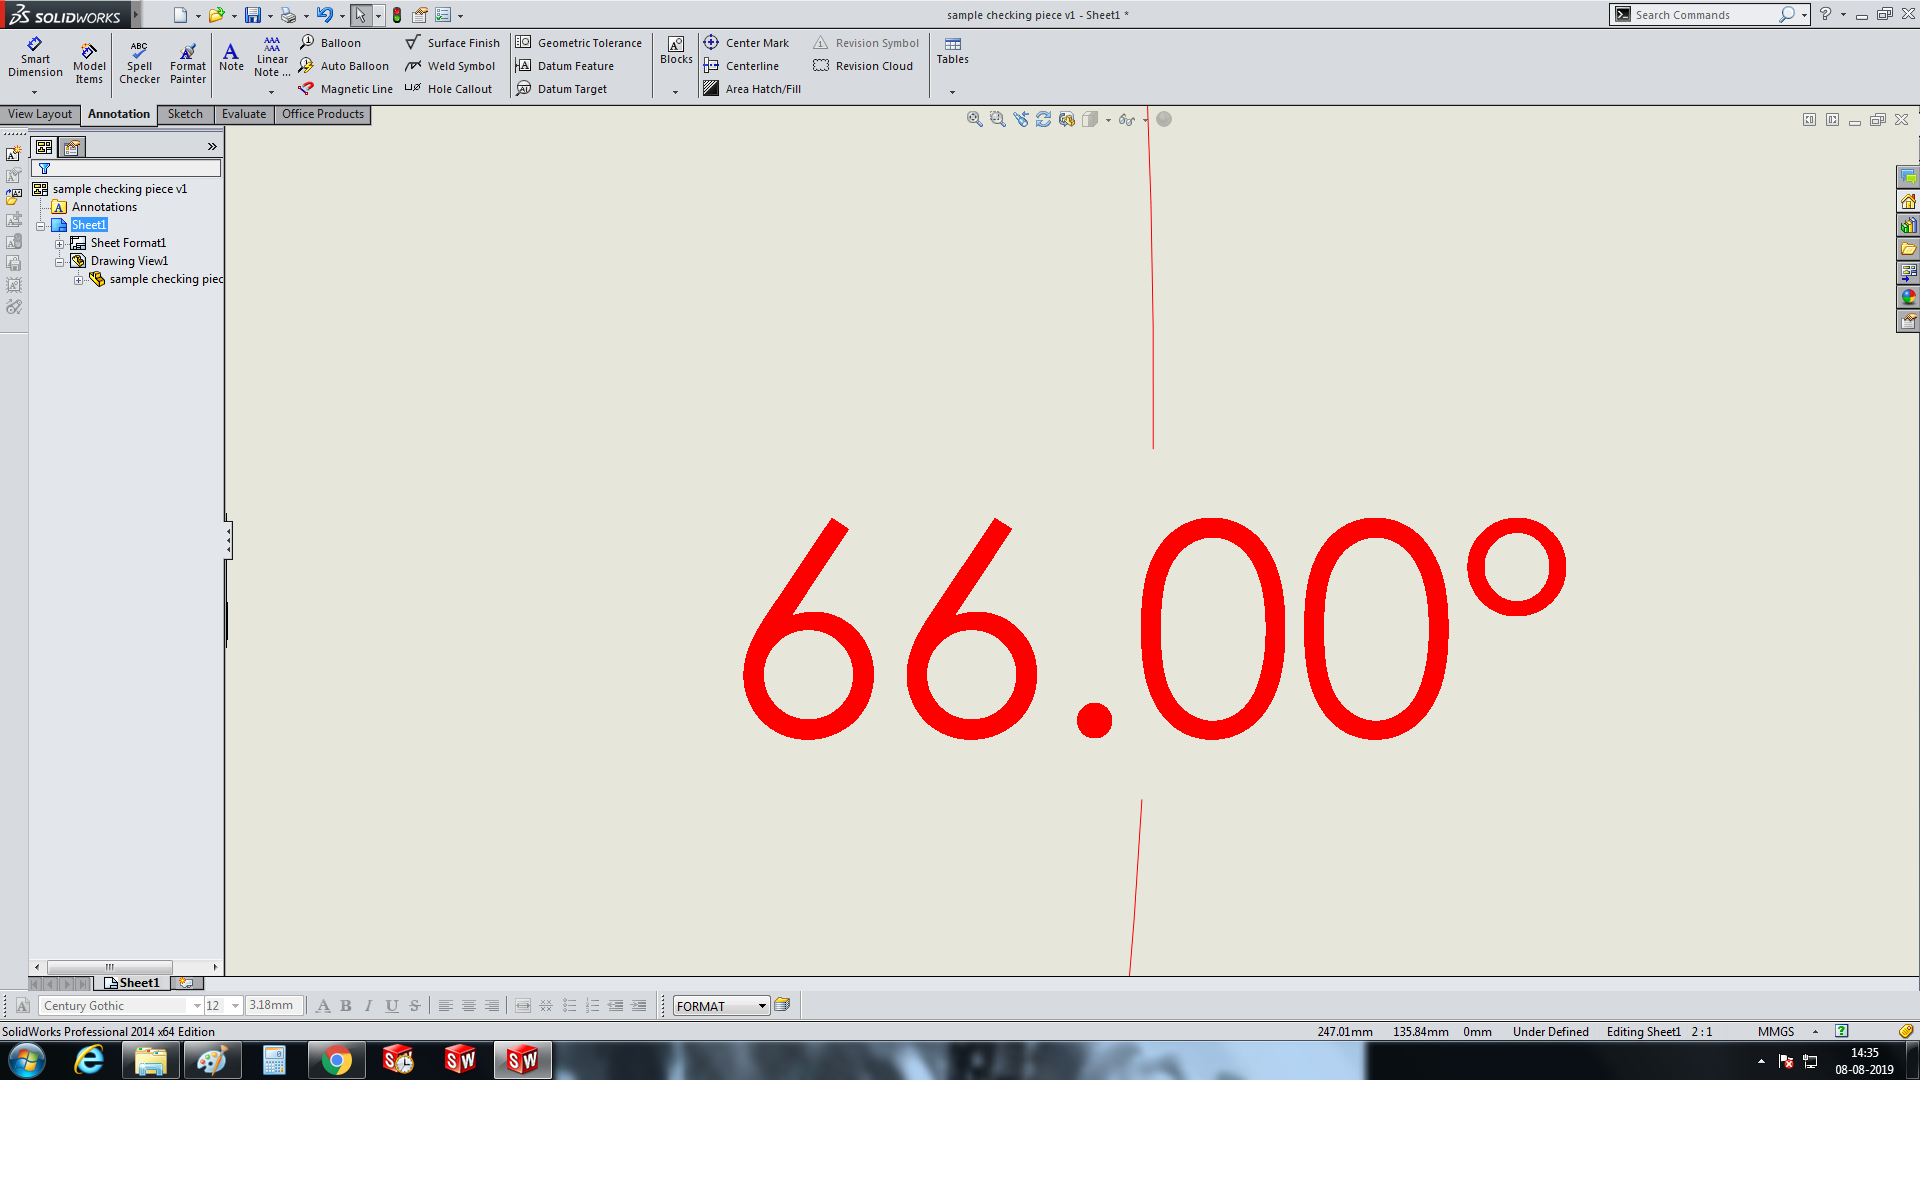 SOLIDWORKS
sample checking piece v1 - Sheet1 *
Search Commands
Smart Dimension
Model Items
ABC
Spell Checker
Format Painter
Note
Linear Note ...
Balloon
Auto Balloon
Magnetic Line
Surface Finish
Weld Symbol
Hole Callout
Geometric Tolerance
Datum Feature
Datum Target
Blocks
Center Mark
Centerline
Area Hatch/Fill
Revision Symbol
Revision Cloud
Tables
View Layout
Annotation
Sketch
Evaluate
Office Products
sample checking piece v1
Annotations
Sheet1
Sheet Format1
Drawing View1
sample checking piec
66.00°
Sheet1
Century Gothic
12
3.18mm
FORMAT
SolidWorks Professional 2014 x64 Edition
247.01mm
135.84mm
0mm
Under Defined
Editing Sheet1
2 : 1
MMGS
14:35
08-08-2019